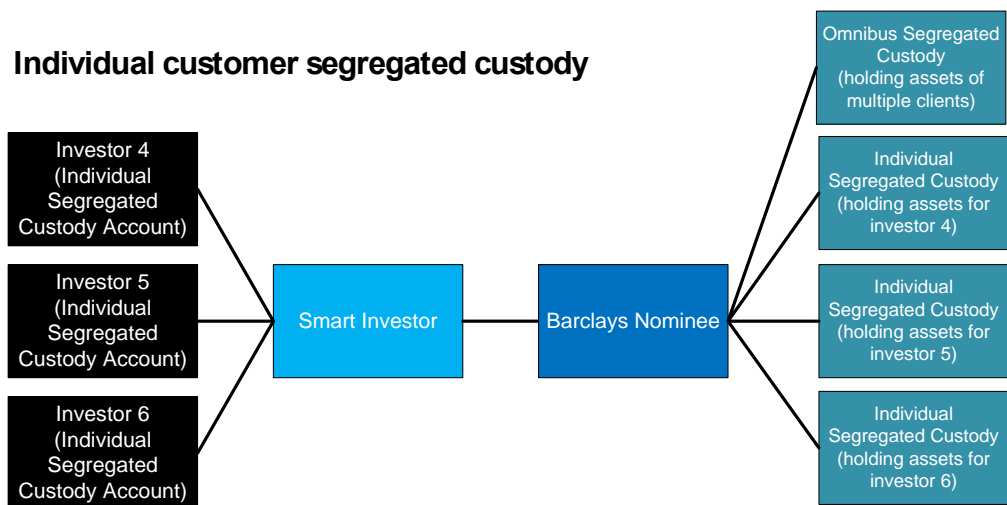 Individual customer segregated custody
Investor 4
(Individual
Segregated
Custody Account)
Investor 5
(Individual
Segregated
Custody Account)
Investor 6
(Individual
Segregated
Custody Account)
Smart Investor
Barclays Nominee
Omnibus Segregated
Custody
(holding assets of
multiple clients)
Individual
Segregated Custody
(holding assets for
investor 4)
Individual
Segregated Custody
(holding assets for
investor 5)
Individual
Segregated Custody
(holding assets for
investor 6)